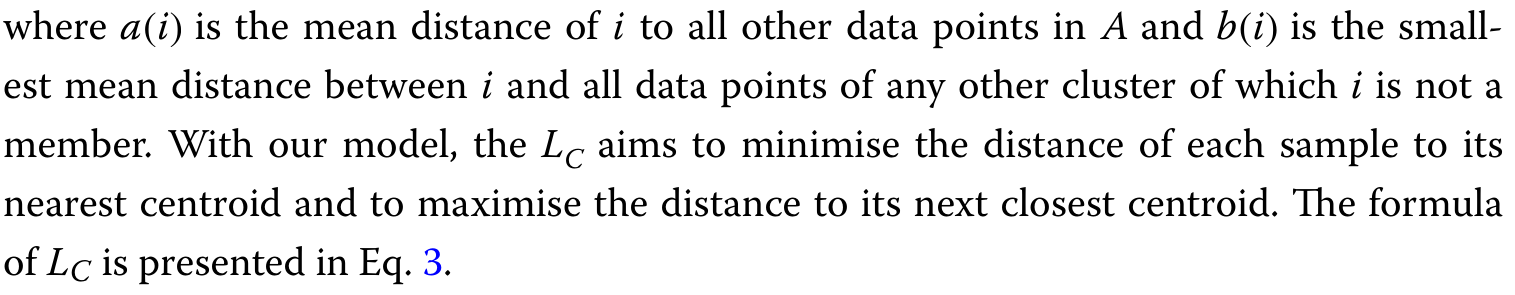 where a(i) is the mean distance of i to all other data points in A and b(i) is the small-
est mean distance between i and all data points of any other cluster of which i is not a
member. With our model, the L_C aims to minimise the distance of each sample to its
nearest centroid and to maximise the distance to its next closest centroid. The formula
of L_C is presented in Eq. 3.